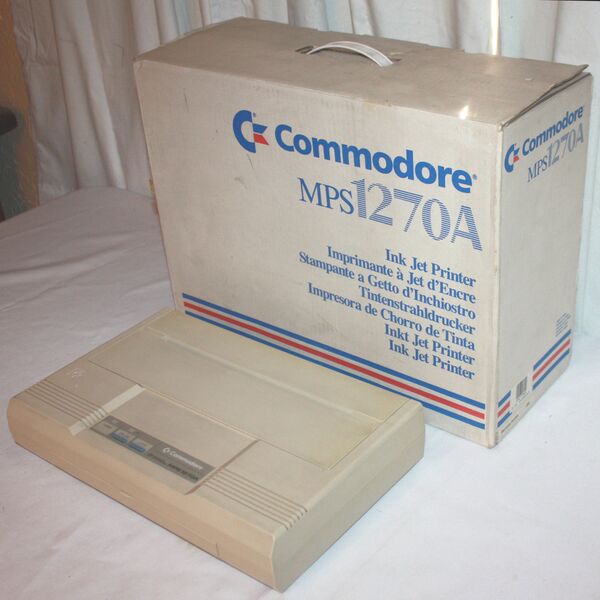 Commodore
MPS1270A
Ink Jet Printer
Imprimante à Jet d'Encre
Stampante a Getto d'Inchiostro
Tintenstrahldrucker
Impresora de Chorro de Tinta
Inkt Jet Printer
Ink Jet Printer
Commodore
MPS1270A
Commodore